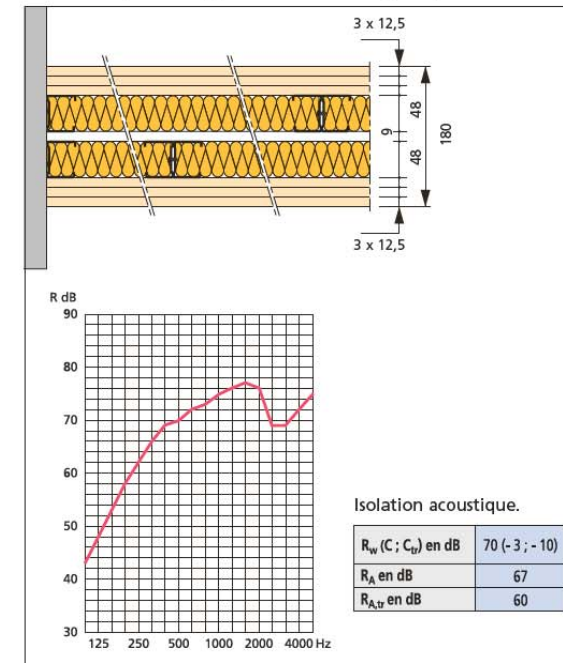 3 x 12,5
48
9
48
180
3 x 12,5
R dB
90
80
70
60
50
40
30
125 250 500 1000 2000 4000 Hz
Isolation acoustique.
Rw (C ; Ctr) en dB 70 (- 3 ; - 10)
RA en dB 67
RA,tr en dB 60